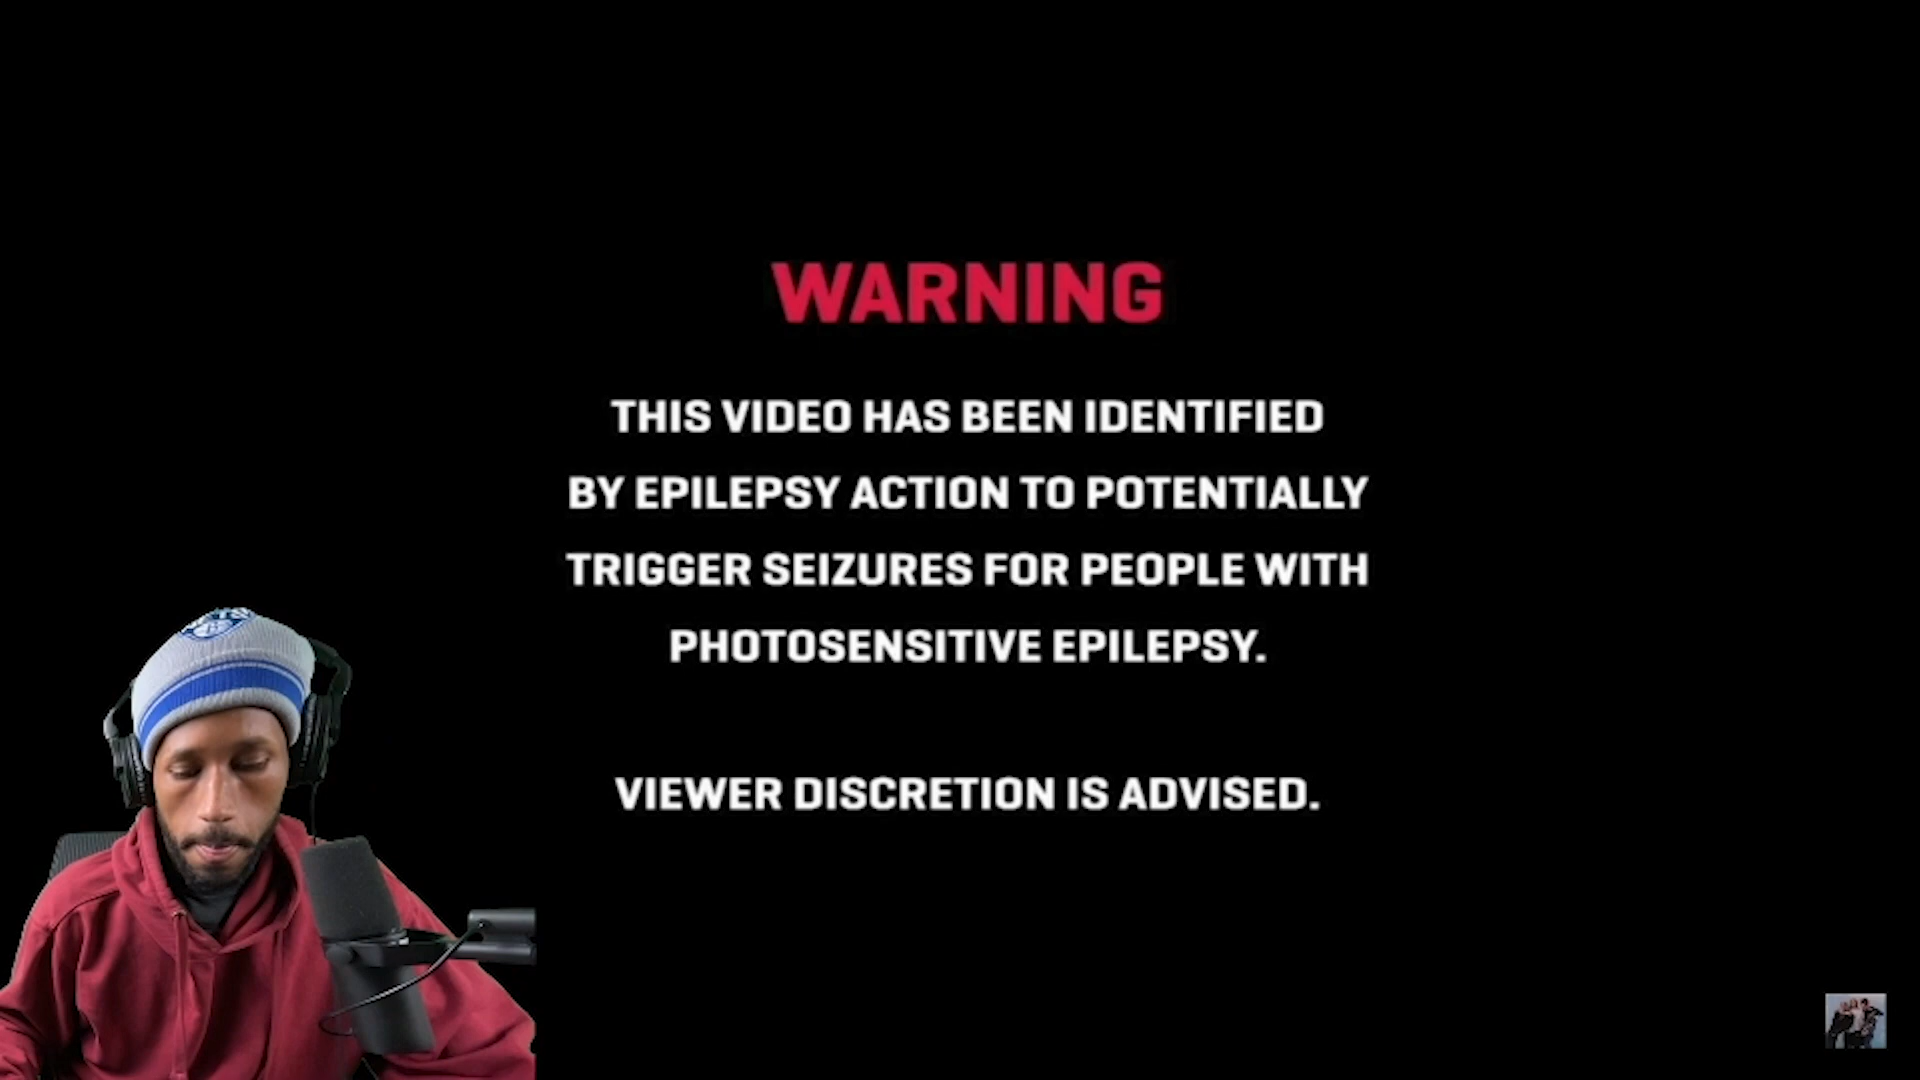 WARNING
THIS VIDEO HAS BEEN IDENTIFIED
BY EPILEPSY ACTION TO POTENTIALLY
TRIGGER SEIZURES FOR PEOPLE WITH
PHOTOSENSITIVE EPILEPSY.
VIEWER DISCRETION IS ADVISED.